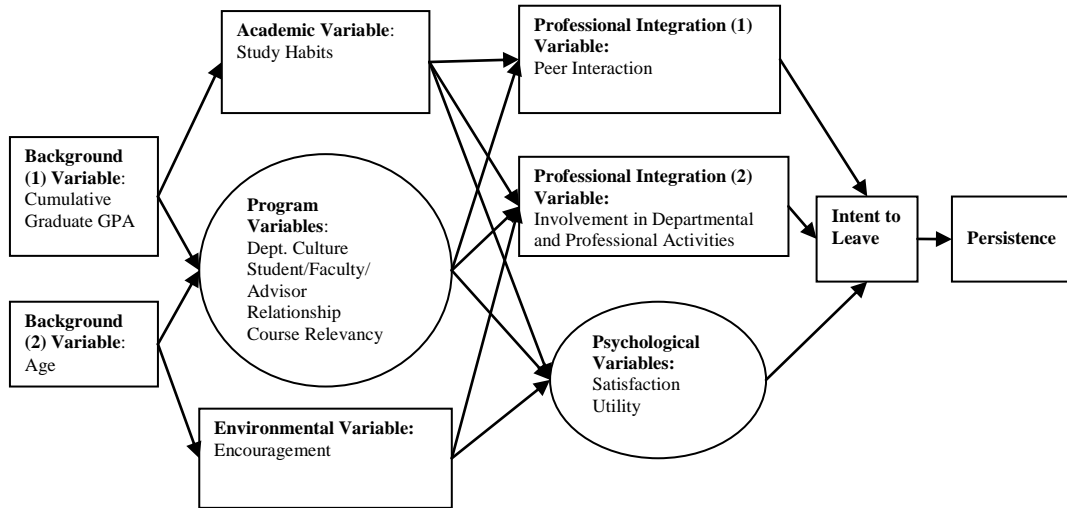 Academic Variable:
Study Habits
Professional Integration (1)
Variable:
Peer Interaction
Background
(1) Variable:
Cumulative
Graduate GPA
Program
Variables:
Dept. Culture
Student/Faculty/
Advisor
Relationship
Course Relevancy
Professional Integration (2)
Variable:
Involvement in Departmental
and Professional Activities
Intent to
Leave
Persistence
Background
(2) Variable:
Age
Psychological
Variables:
Satisfaction
Utility
Environmental Variable:
Encouragement